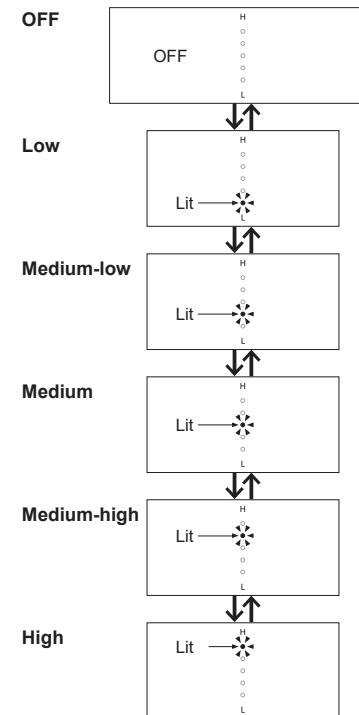 OFF
H
OFF
L
Low
H
Lit
L
Medium-low
H
Lit
L
Medium
H
Lit
L
Medium-high
H
Lit
L
High
H
Lit
L